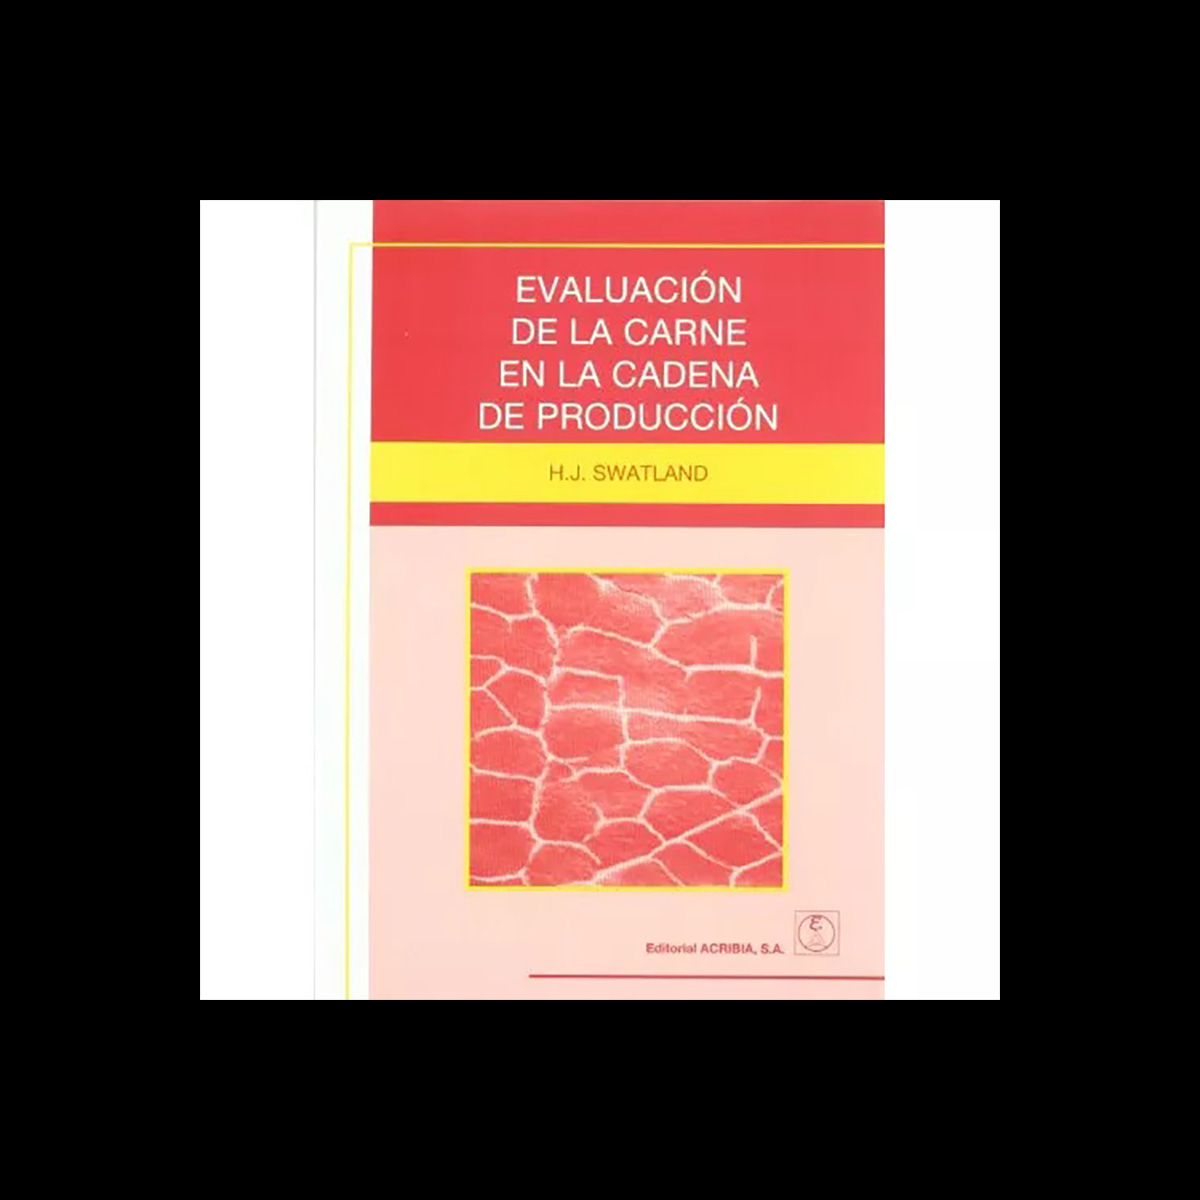 EVALUACIÓN
DE LA CARNE
EN LA CADENA
DE PRODUCCIÓN
H.J. SWATLAND
E.
Editorial ACRIBIA, S.A.